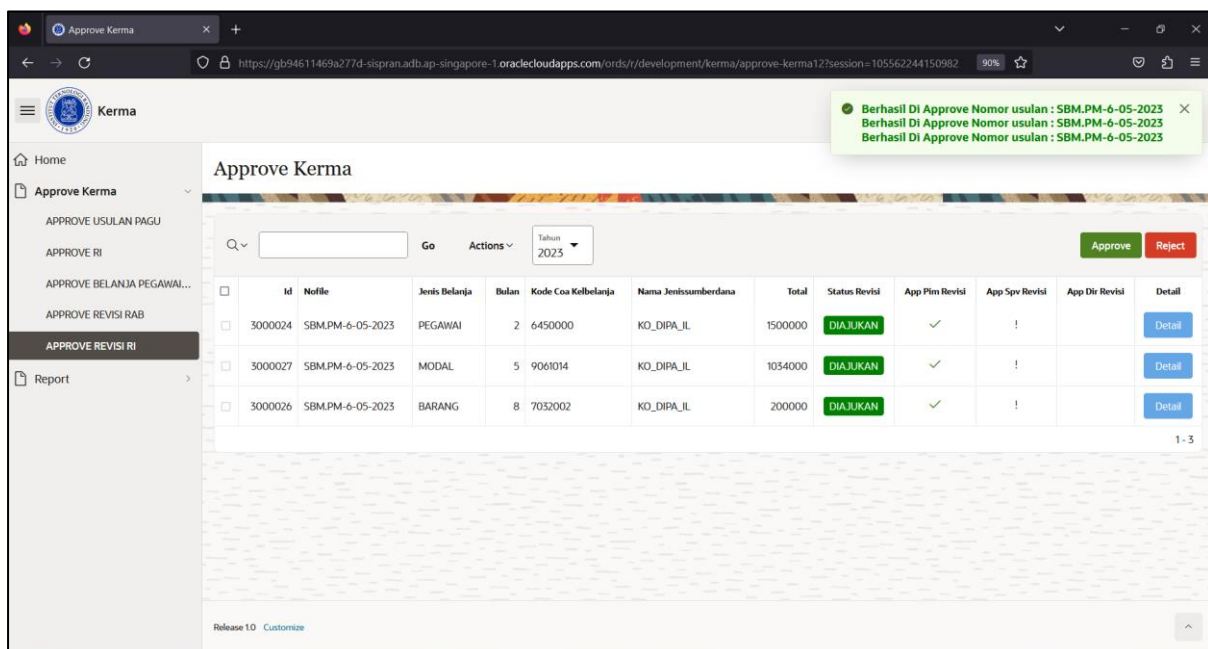 Approve Kerma
https://gb94611469a277d-sispran.adb.ap-singapore-1.oraclecloudapps.com/ords/r/development/kerma/approve-kerma12?session=105562244150982
90%
Kerma
Berhasil Di Approve Nomor usulan : SBM.PM-6-05-2023
Berhasil Di Approve Nomor usulan : SBM.PM-6-05-2023
Berhasil Di Approve Nomor usulan : SBM.PM-6-05-2023
Home
Approve Kerma
APPROVE USULAN PAGU
APPROVE RI
APPROVE BELANJA PEGAWAI...
APPROVE REVISI RAB
APPROVE REVISI RI
Report
Approve Kerma
Go Actions Tahun 2023 Approve Reject
Id Nofile Jenis Belanja Bulan Kode Coa Kelbelanja Nama Jenissumberdana Total Status Revisi App Pim Revisi App Spv Revisi App Dir Revisi Detail
3000024 SBM.PM-6-05-2023 PEGAWAI 2 6450000 KO_DIPA_IL 1500000 DIAJUKAN ! Detail
3000027 SBM.PM-6-05-2023 MODAL 5 9061014 KO_DIPA_IL 1034000 DIAJUKAN ! Detail
3000026 SBM.PM-6-05-2023 BARANG 8 7032002 KO_DIPA_IL 200000 DIAJUKAN ! Detail
1 - 3
Release 1.0 Customize